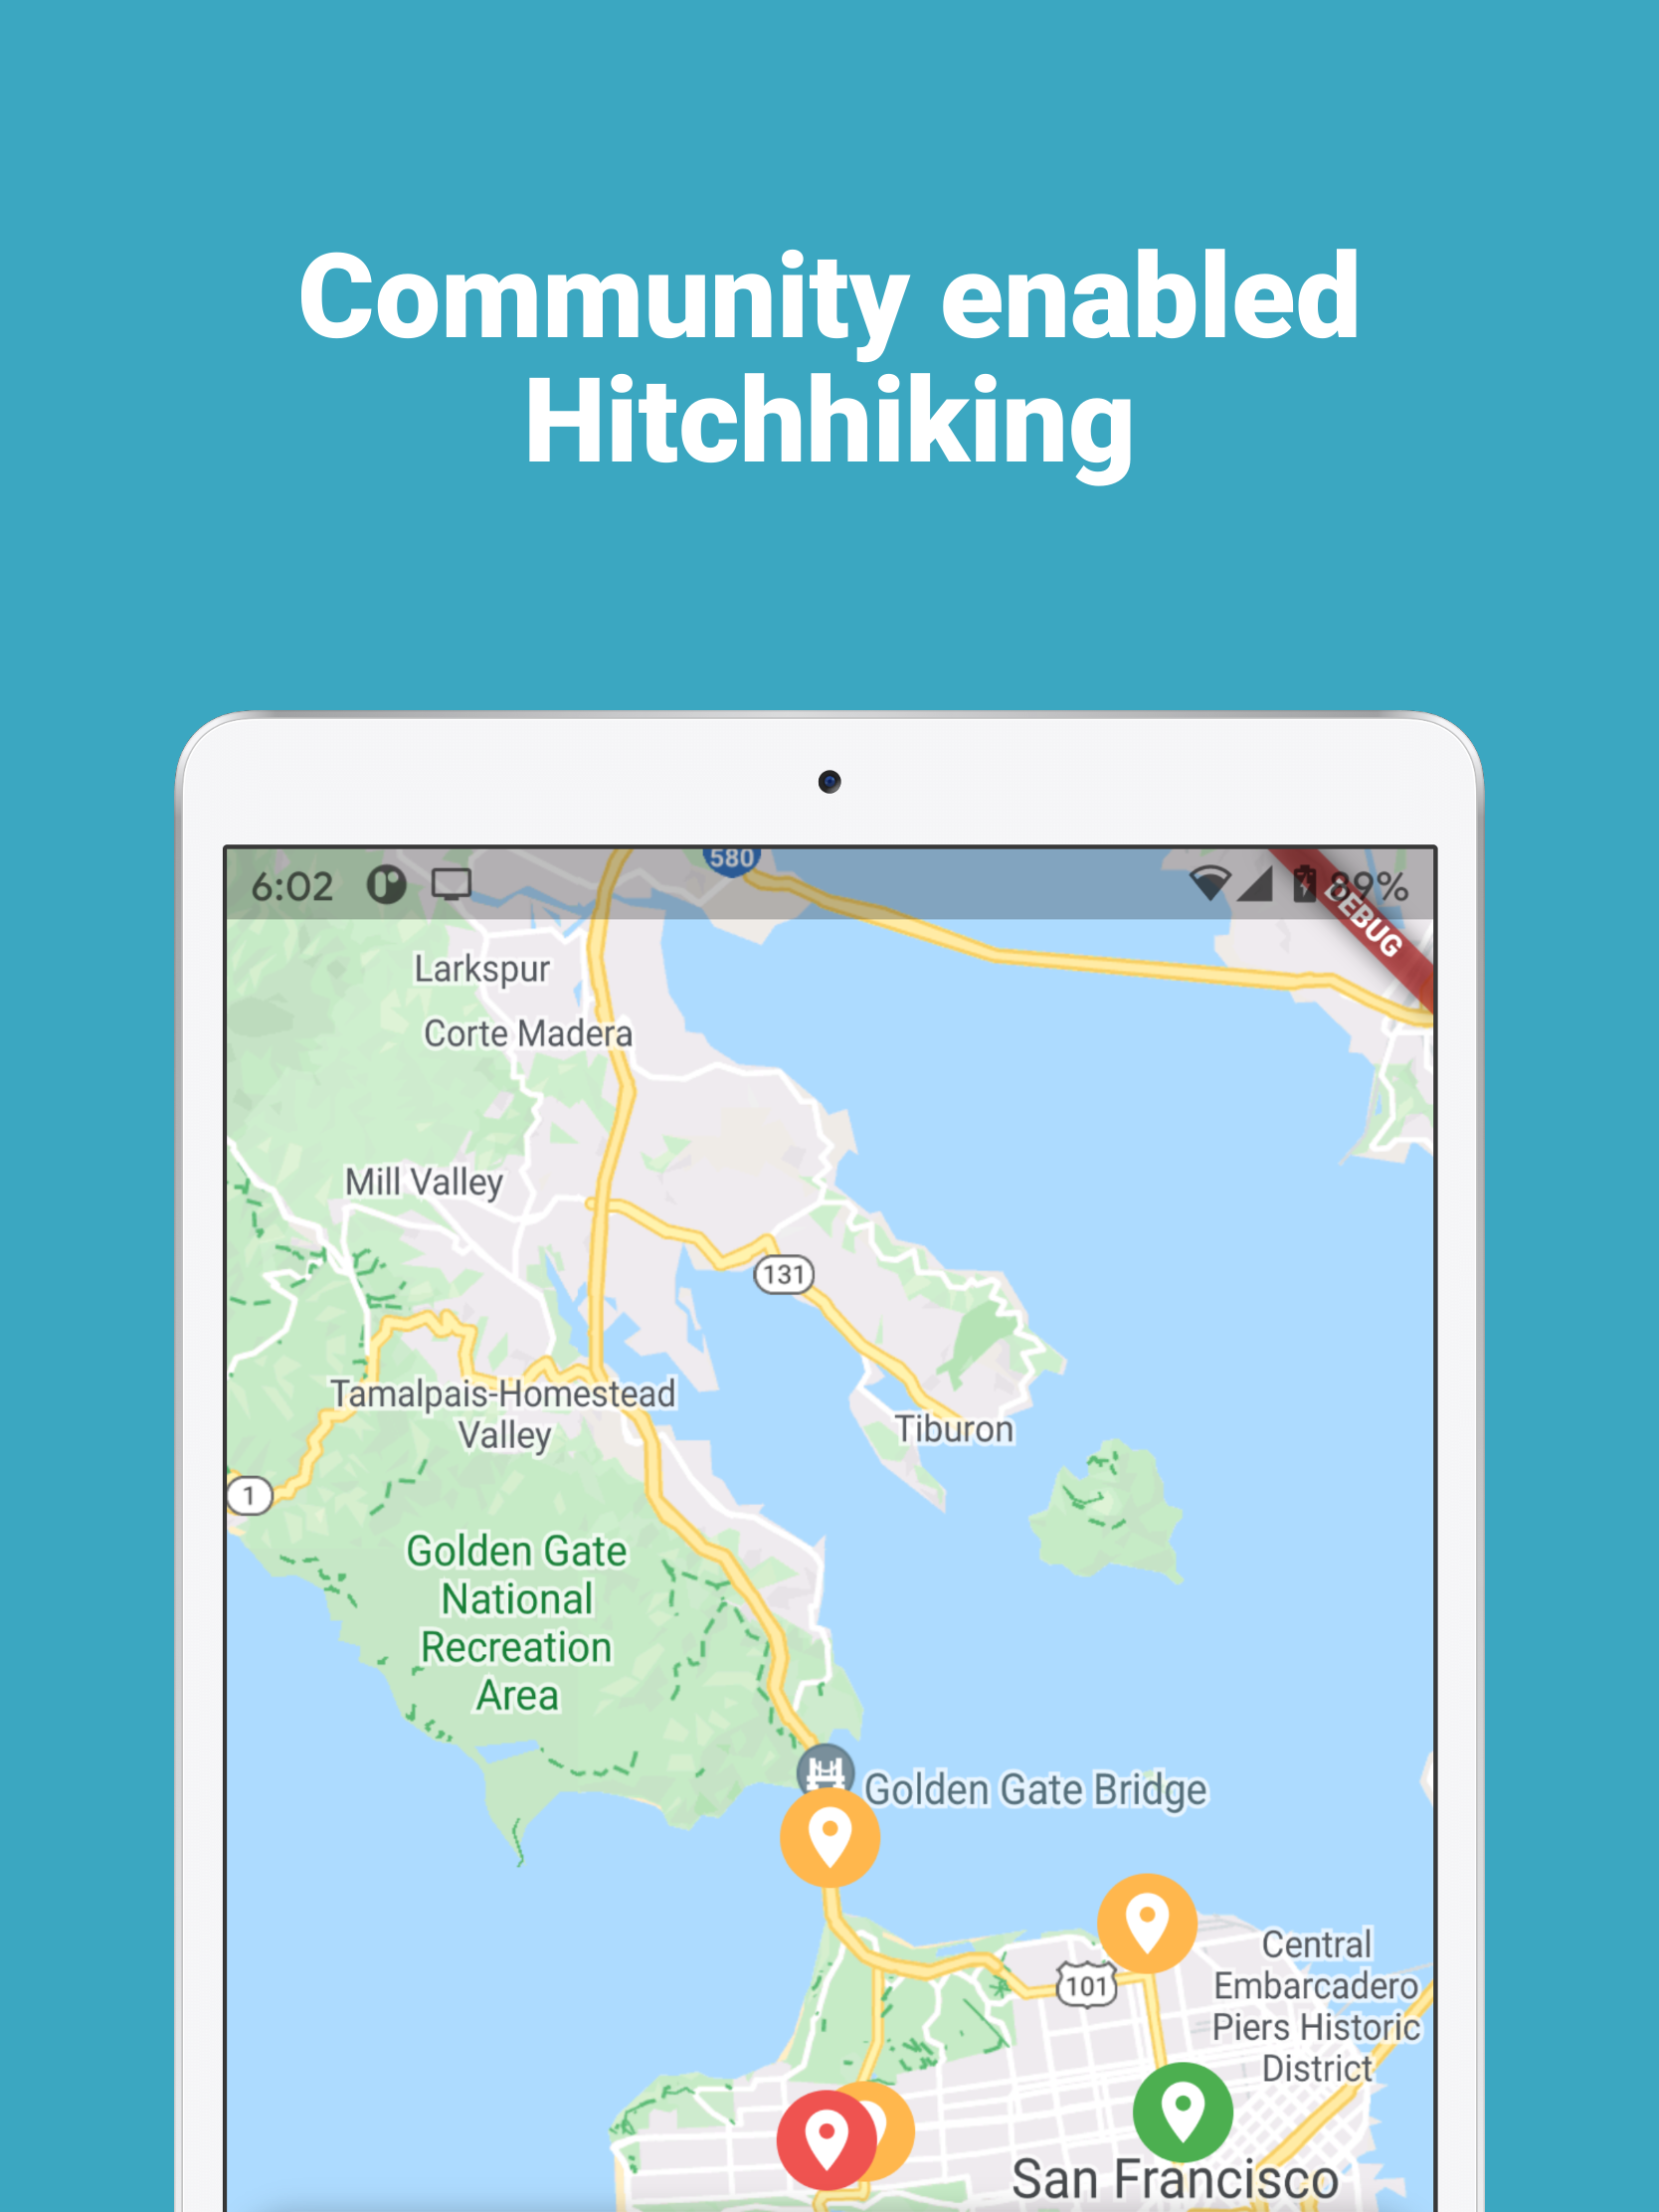 Community enabled
Hitchhiking
580
6:02
89%
DEBUG
Larkspur
Corte Madera
Mill Valley
131
Tamalpais-Homestead
Valley
Tiburon
1
Golden Gate
National
Recreation
Area
Golden Gate Bridge
Central
Embarcadero
Piers Historic
District
101
San Francisco